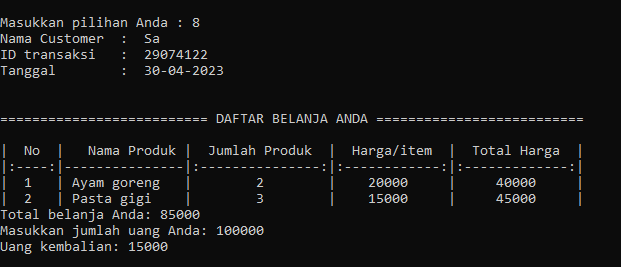 Masukkan pilihan Anda : 8
Nama Customer  :  Sa
ID transaksi   :  29074122
Tanggal        :  30-04-2023
========================== DAFTAR BELANJA ANDA ==========================
|  No  |   Nama Produk |  Jumlah Produk  |  Harga/item  |  Total Harga  |
|:----:|---------------|:---------------:|:------------:|:-------------:|
|  1   | Ayam goreng   |        2        |     20000    |     40000     |
|  2   | Pasta gigi    |        3        |     15000    |     45000     |
Total belanja Anda: 85000
Masukkan jumlah uang Anda: 100000
Uang kembalian: 15000